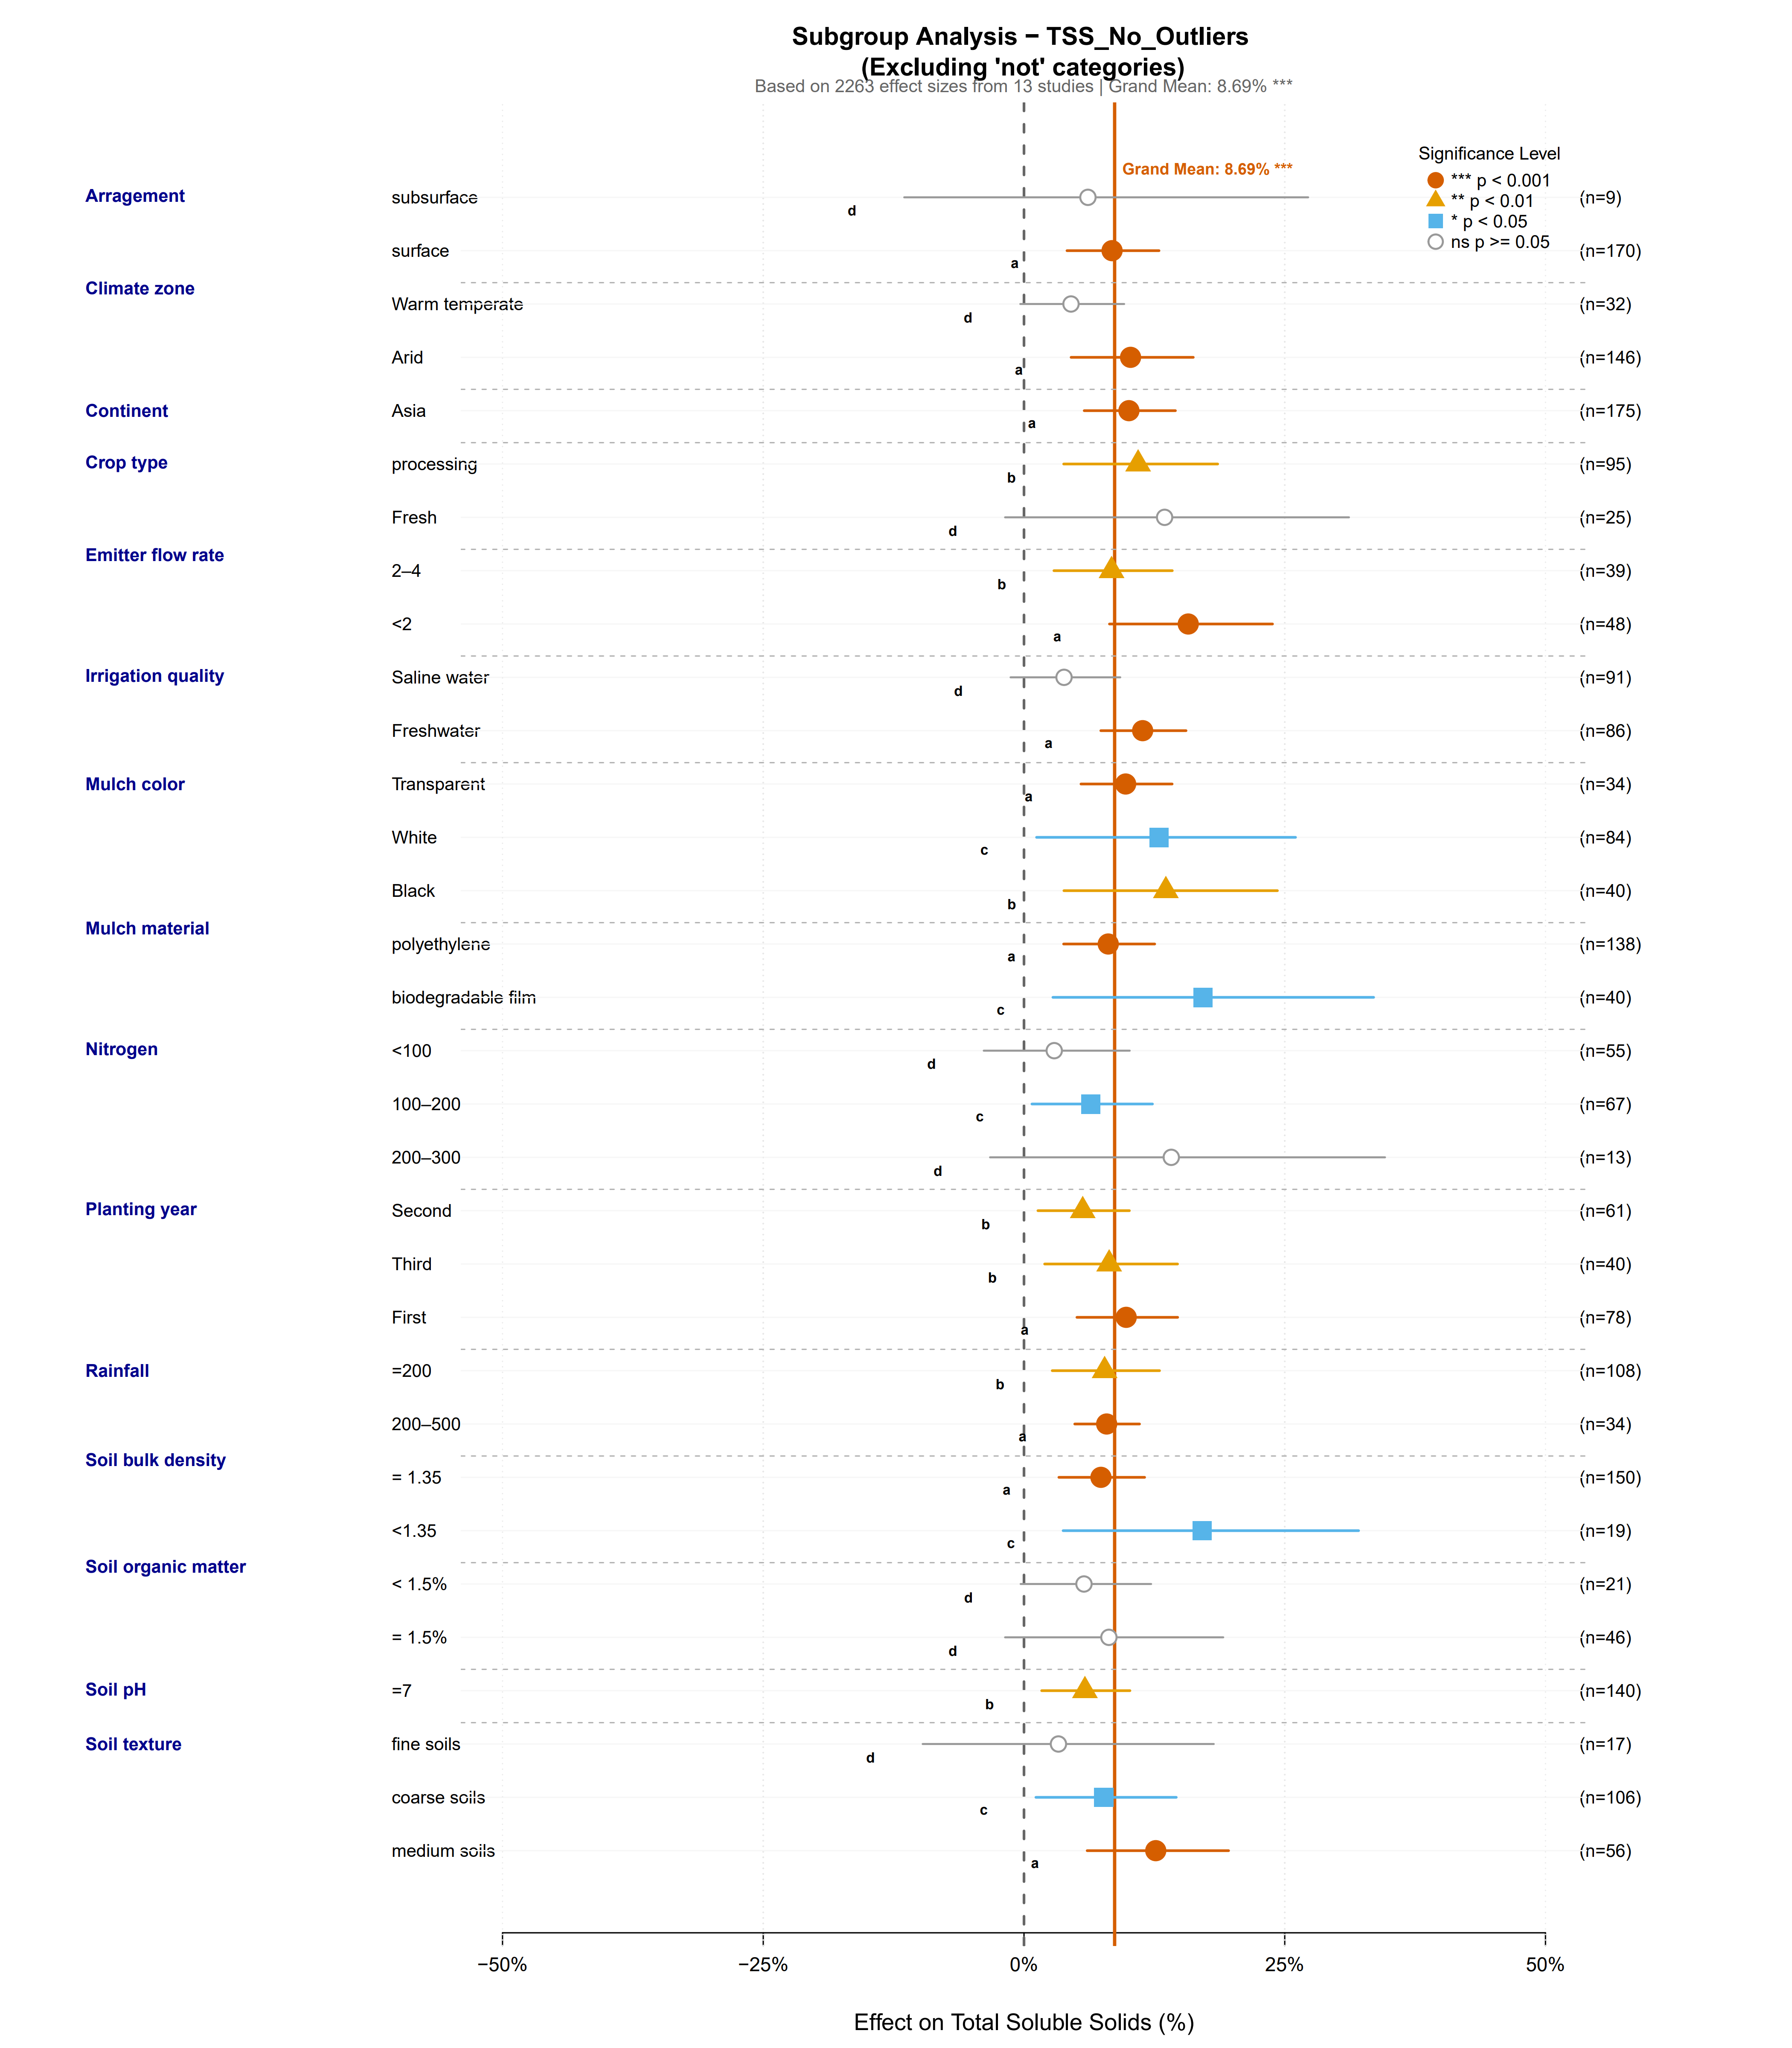 Subgroup Analysis − TSS_No_Outliers
(Excluding 'not' categories)
Based on 2263 effect sizes from 13 studies | Grand Mean: 8.69% ***
Grand Mean: 8.69% ***
Significance Level
*** p < 0.001
** p < 0.01
* p < 0.05
ns p >= 0.05
Arragement
subsurface (n=9)
d
surface (n=170)
a
Climate zone
Warm temperate (n=32)
d
Arid (n=146)
a
Continent Asia (n=175)
a
Crop type processing (n=95)
b
Fresh (n=25)
d
Emitter flow rate
2–4 (n=39)
b
<2 (n=48)
a
Irrigation quality Saline water (n=91)
d
Freshwater (n=86)
a
Mulch color Transparent (n=34)
a
White (n=84)
c
Black (n=40)
b
Mulch material
polyethylene (n=138)
a
biodegradable film (n=40)
c
Nitrogen <100 (n=55)
d
100–200 (n=67)
c
200–300 (n=13)
d
Planting year Second (n=61)
b
Third (n=40)
b
First (n=78)
a
Rainfall =200 (n=108)
b
200–500 (n=34)
a
Soil bulk density
= 1.35 (n=150)
a
<1.35 (n=19)
c
Soil organic matter
< 1.5% (n=21)
d
= 1.5% (n=46)
d
Soil pH =7 (n=140)
b
Soil texture fine soils (n=17)
d
coarse soils (n=106)
c
medium soils (n=56)
a
−50% −25% 0% 25% 50%
Effect on Total Soluble Solids (%)